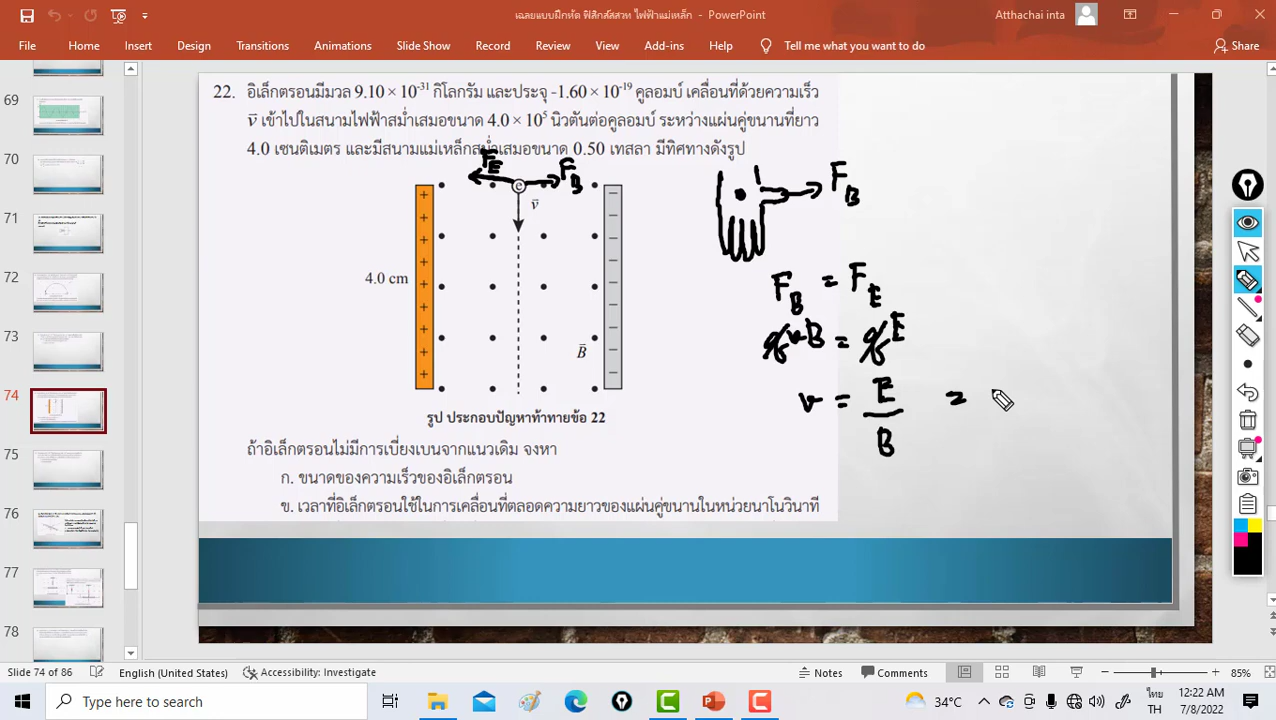 เฉลยแบบฝึกหัด ฟิสิกส์สสวท ไฟฟ้าแม่เหล็ก - PowerPoint
Atthachai inta
File Home Insert Design Transitions Animations Slide Show Record Review View Add-ins Help Tell me what you want to do Share
69
70
71
72
73
74
75
76
77
78
22. อิเล็กตรอนมีมวล 9.10 × 10⁻³¹ กิโลกรัม และประจุ -1.60 × 10⁻¹⁹ คูลอมบ์ เคลื่อนที่ด้วยความเร็ว
v⃗ เข้าไปในสนามไฟฟ้าสม่ำเสมอขนาด 4.0 × 10⁵ นิวตันต่อคูลอมบ์ ระหว่างแผ่นคู่ขนานที่ยาว
4.0 เซนติเมตร และมีสนามแม่เหล็กสม่ำเสมอขนาด 0.50 เทสลา มีทิศทางดังรูป
F_E
F_B
e
v⃗
4.0 cm
B⃗
รูป ประกอบปัญหาท้าทายข้อ 22
ถ้าอิเล็กตรอนไม่มีการเบี่ยงเบนจากแนวเดิม จงหา
ก. ขนาดของความเร็วของอิเล็กตรอน
ข. เวลาที่อิเล็กตรอนใช้ในการเคลื่อนที่ตลอดความยาวของแผ่นคู่ขนานในหน่วยนาโนวินาที
F_B
F_B = F_E
qvB = qE
v = E/B =
Slide 74 of 86 English (United States) Accessibility: Investigate Notes Comments 85%
Type here to search
34°C
ไทย
TH
12:22 AM
7/8/2022